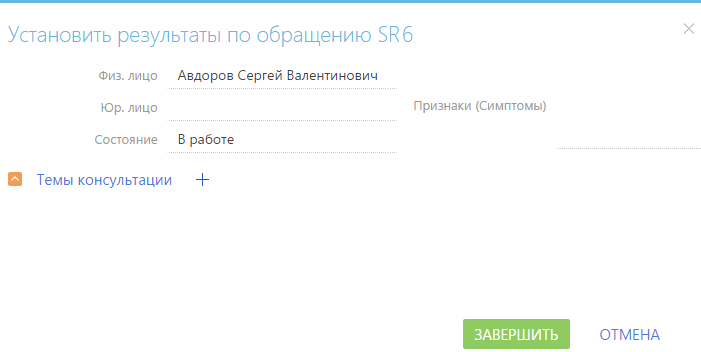 Установить результаты по обращению SR6
Физ. лицо Авдоров Сергей Валентинович
Юр. лицо Признаки (Симптомы)
Состояние В работе
Темы консультации
ЗАВЕРШИТЬ ОТМЕНА